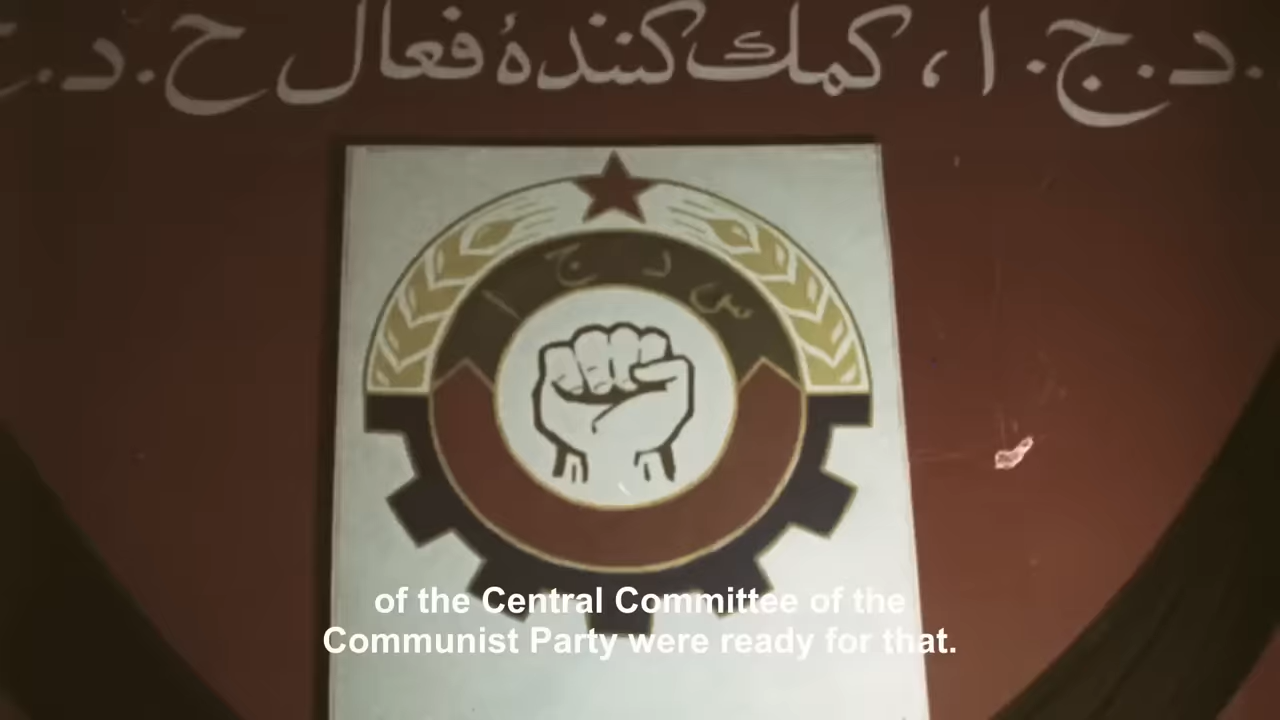 .د.ج.ا، کمك کنندهٔ فعال ح.د.خ
س د ج ا
of the Central Committee of the
Communist Party were ready for that.